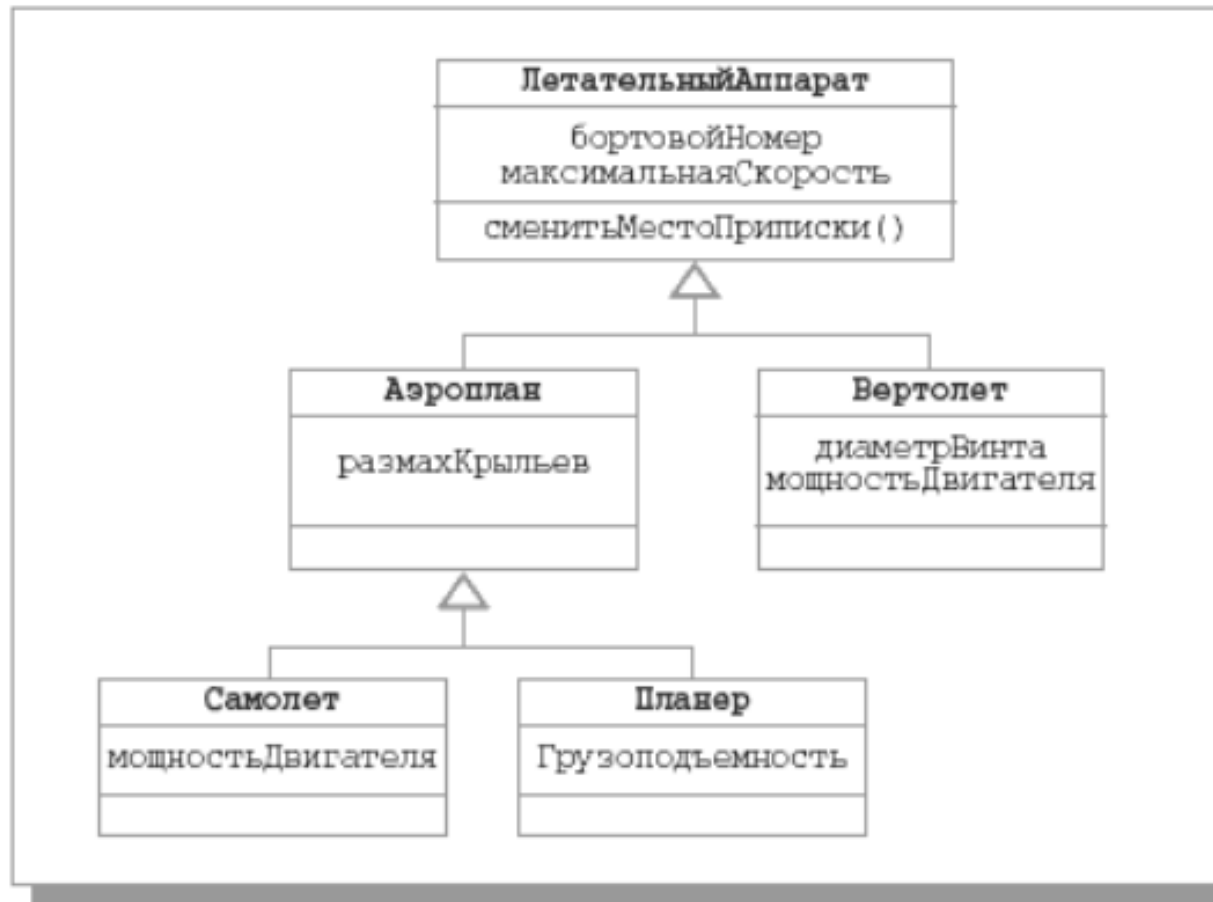 ЛетательныйАппарат
бортовойНомер
максимальнаяСкорость
сменитьМестоПриписки()
Аэроплан
размахКрыльев
Вертолет
диаметрВинта
мощностьДвигателя
Самолет
мощностьДвигателя
Планер
Грузоподъемность